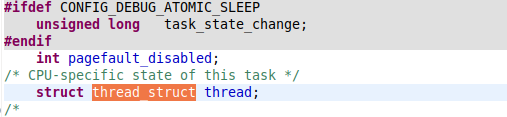 #ifdef CONFIG_DEBUG_ATOMIC_SLEEP
    unsigned long   task_state_change;
#endif
    int pagefault_disabled;
/* CPU-specific state of this task */
    struct thread_struct thread;
/*